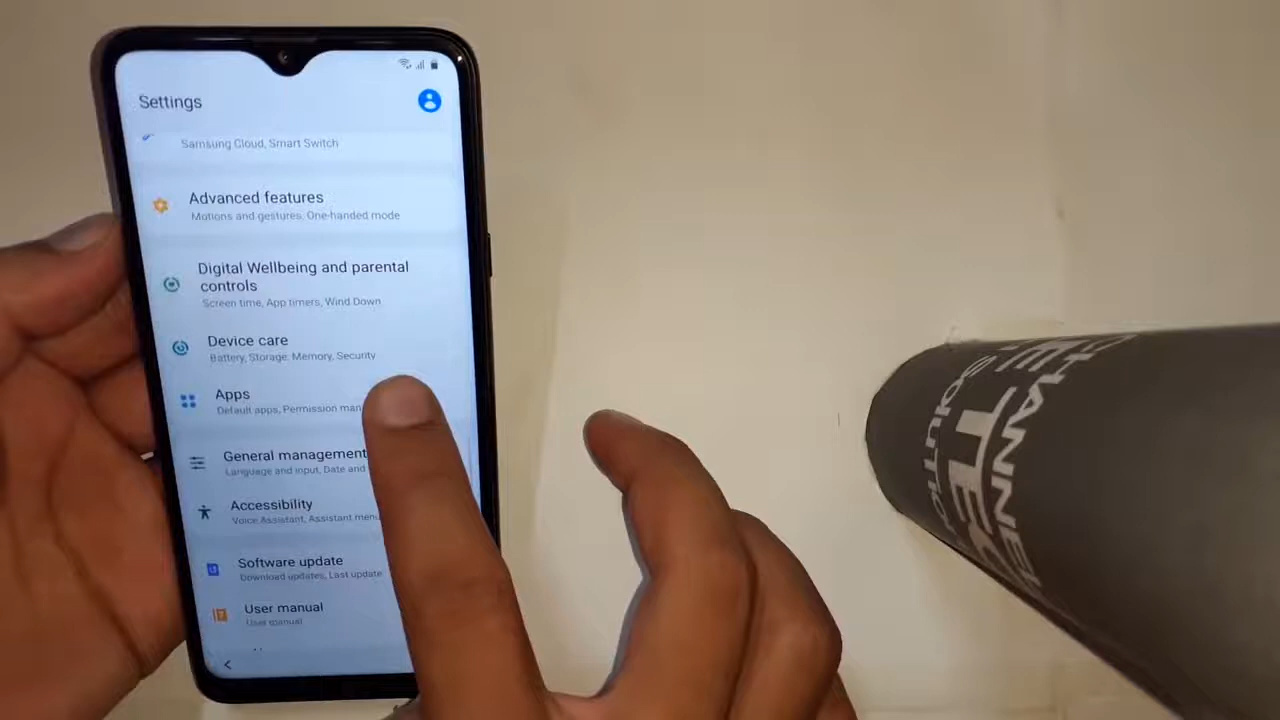 Settings
Samsung Cloud, Smart Switch
Advanced features
Motions and gestures, One-handed mode
Digital Wellbeing and parental
controls
Screen time, App timers, Wind Down
Device care
Battery, Storage, Memory, Security
Apps
Default apps, Permission man
General management
Language and input, Date and
Accessibility
Voice Assistant, Assistant menu
Software update
Download updates, Last update
User manual
User manual
CHANNEL
TEC
SOLUTI